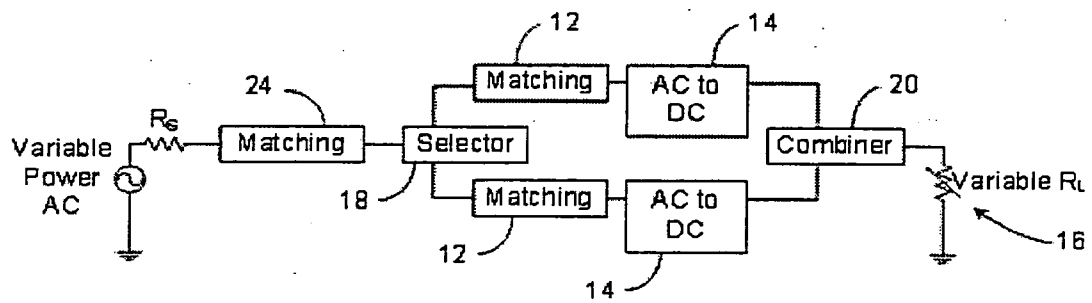 12
14
24
20
Matching
AC to
DC
Rs
Variable
Power
AC
Matching
Selector
Combiner
18
Variable RL
Matching
AC to
DC
12
16
14